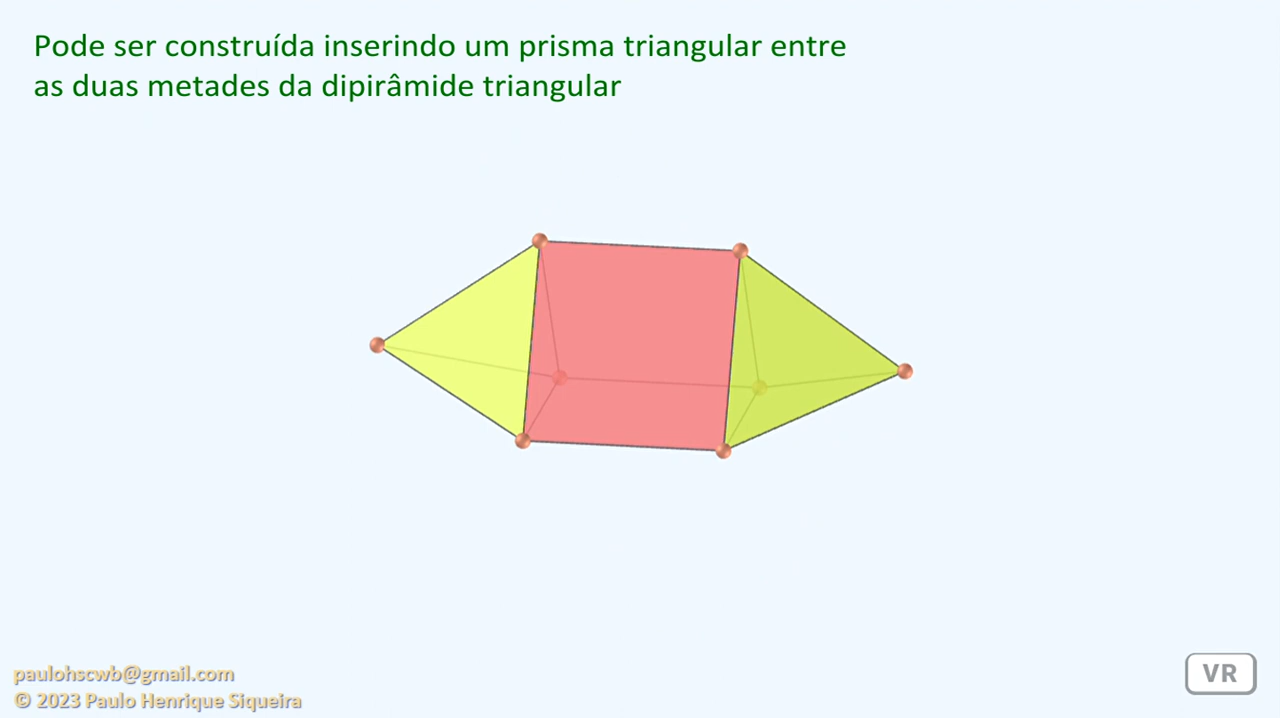 Pode ser construída inserindo um prisma triangular entre
as duas metades da dipirâmide triangular
paulohscwb@gmail.com
© 2023 Paulo Henrique Siqueira
VR